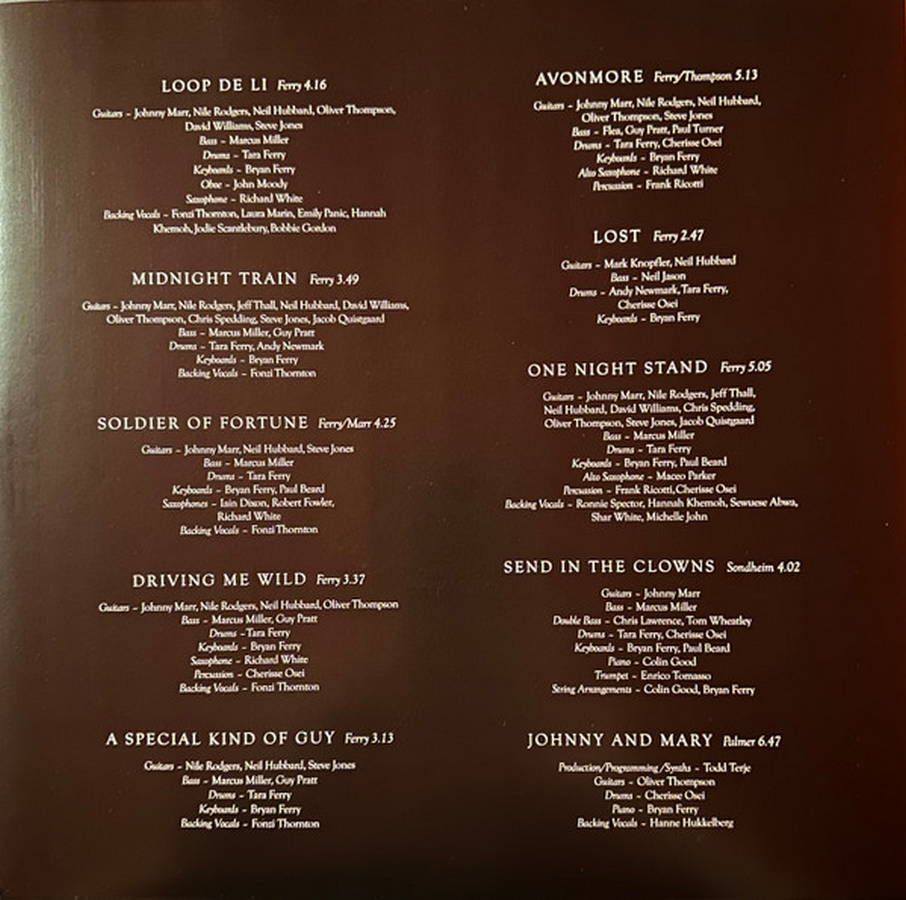 LOOP DE LI Ferry 4.16
Guitars – Johnny Marr, Nile Rodgers, Neil Hubbard, Oliver Thompson,
David Williams, Steve Jones
Bass – Marcus Miller
Drums – Tara Ferry
Keyboards – Bryan Ferry
Oboe – John Moody
Saxophone – Richard White
Backing Vocals – Fonzi Thornton, Laura Marin, Emily Panic, Hannah
Khemoh, Jodie Scantlebury, Bobbie Gordon
MIDNIGHT TRAIN Ferry 3.49
Guitars – Johnny Marr, Nile Rodgers, Jeff Thall, Neil Hubbard, David Williams,
Oliver Thompson, Chris Spedding, Steve Jones, Jacob Quistgaard
Bass – Marcus Miller, Guy Pratt
Drums – Tara Ferry, Andy Newmark
Keyboards – Bryan Ferry
Backing Vocals – Fonzi Thornton
SOLDIER OF FORTUNE Ferry/Marr 4.25
Guitars – Johnny Marr, Neil Hubbard, Steve Jones
Bass – Marcus Miller
Drums – Tara Ferry
Keyboards – Bryan Ferry, Paul Beard
Saxophones – Iain Dixon, Robert Fowler,
Richard White
Backing Vocals – Fonzi Thornton
DRIVING ME WILD Ferry 3.37
Guitars – Johnny Marr, Nile Rodgers, Neil Hubbard, Oliver Thompson
Bass – Marcus Miller, Guy Pratt
Drums – Tara Ferry
Keyboards – Bryan Ferry
Saxophone – Richard White
Percussion – Cherisse Osei
Backing Vocals – Fonzi Thornton
A SPECIAL KIND OF GUY Ferry 3.13
Guitars – Nile Rodgers, Neil Hubbard, Steve Jones
Bass – Marcus Miller, Guy Pratt
Drums – Tara Ferry
Keyboards – Bryan Ferry
Backing Vocals – Fonzi Thornton
AVONMORE Ferry/Thompson 5.13
Guitars – Johnny Marr, Nile Rodgers, Neil Hubbard,
Oliver Thompson, Steve Jones
Bass – Flea, Guy Pratt, Paul Turner
Drums – Tara Ferry, Cherisse Osei
Keyboards – Bryan Ferry
Alto Saxophone – Richard White
Percussion – Frank Ricotti
LOST Ferry 2.47
Guitars – Mark Knopfler, Neil Hubbard
Bass – Neil Jason
Drums – Andy Newmark, Tara Ferry,
Cherisse Osei
Keyboards – Bryan Ferry
ONE NIGHT STAND Ferry 5.05
Guitars – Johnny Marr, Nile Rodgers, Jeff Thall,
Neil Hubbard, David Williams, Chris Spedding,
Oliver Thompson, Steve Jones, Jacob Quistgaard
Bass – Marcus Miller
Drums – Tara Ferry
Keyboards – Bryan Ferry, Paul Beard
Alto Saxophone – Maceo Parker
Percussion – Frank Ricotti, Cherisse Osei
Backing Vocals – Ronnie Spector, Hannah Khemoh, Sewuese Abwa,
Shar White, Michelle John
SEND IN THE CLOWNS Sondheim 4.02
Guitars – Johnny Marr
Bass – Marcus Miller
Double Bass – Chris Lawrence, Tom Wheatley
Drums – Tara Ferry, Cherisse Osei
Keyboards – Bryan Ferry, Paul Beard
Piano – Colin Good
Trumpet – Enrico Tomasso
String Arrangements – Colin Good, Bryan Ferry
JOHNNY AND MARY Palmer 6.47
Production/Programming/Synths – Todd Terje
Guitars – Oliver Thompson
Drums – Cherisse Osei
Piano – Bryan Ferry
Backing Vocals – Hanne Hukkelberg